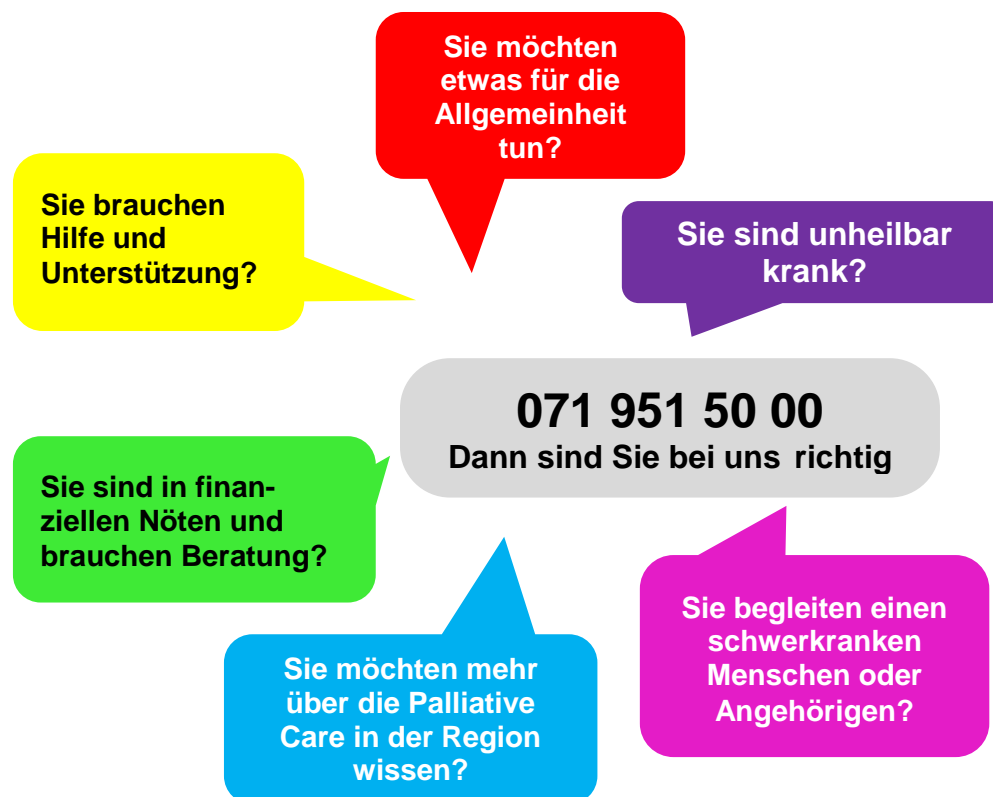 Sie möchten
etwas für die
Allgemeinheit
tun?
Sie brauchen
Hilfe und
Unterstützung?
Sie sind unheilbar
krank?
071 951 50 00
Dann sind Sie bei uns richtig
Sie sind in finan-
ziellen Nöten und
brauchen Beratung?
Sie begleiten einen
schwerkranken
Menschen oder
Angehörigen?
Sie möchten mehr
über die Palliative
Care in der Region
wissen?